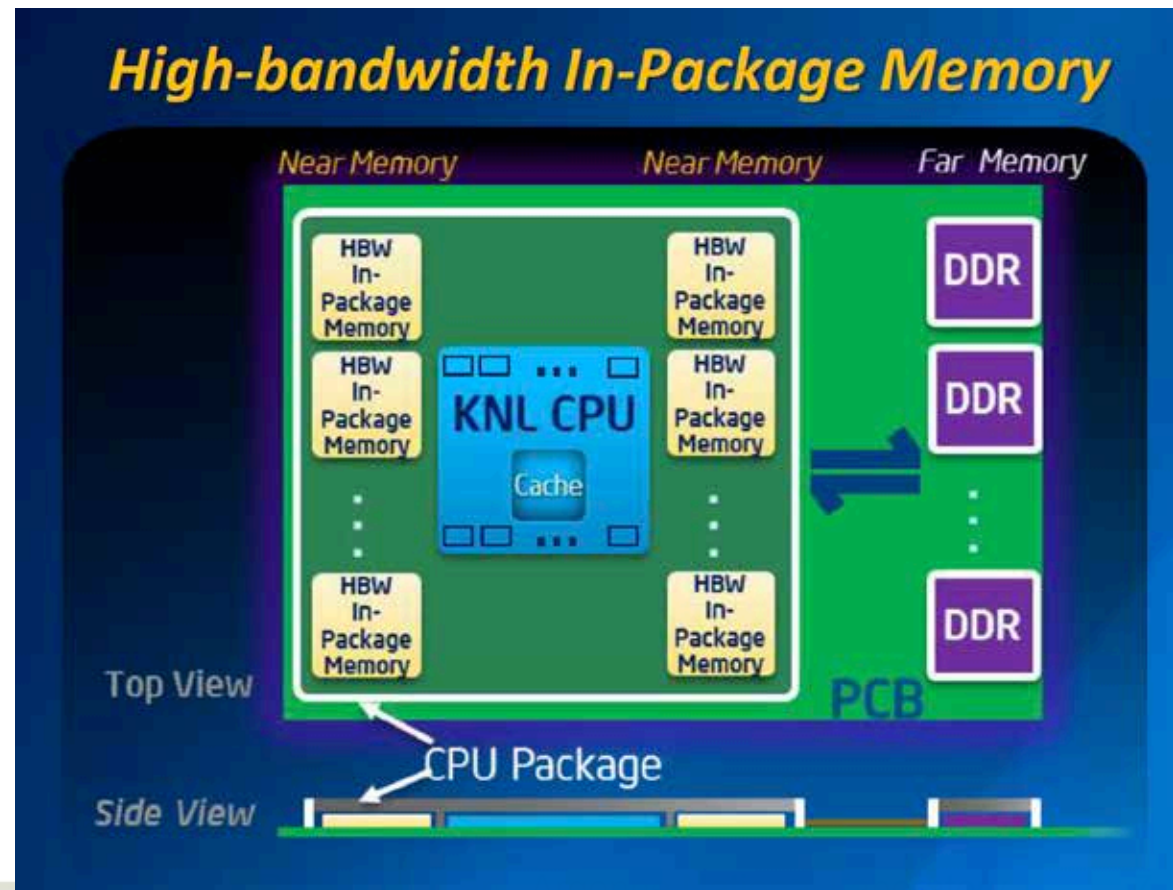 High-bandwidth In-Package Memory
Near Memory
Near Memory
Far Memory
HBW
In-
Package
Memory
HBW
In-
Package
Memory
DDR
HBW
In-
Package
Memory
KNL CPU
Cache
HBW
In-
Package
Memory
DDR
HBW
In-
Package
Memory
HBW
In-
Package
Memory
DDR
Top View
PCB
CPU Package
Side View